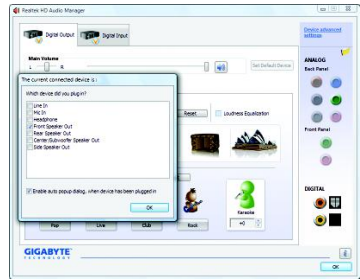 Realtek HD Audio Manager
Digital Output
Digital Input
Device advanced settings
Main Volume
L
R
Set Default Device
ANALOG
Back Panel
The current connected device is :
Which device did you plug in?
Line In
Mic In
Headphone
Front Speaker Out
Rear Speaker Out
Center/Subwoofer Speaker Out
Side Speaker Out
Enable auto popup dialog, when device has been plugged in
OK
Reset
Loudness Equalization
Front Panel
DIGITAL
Karaoke
Pop
Live
Club
Rock
+0
GIGABYTE
TECHNOLOGY
OK